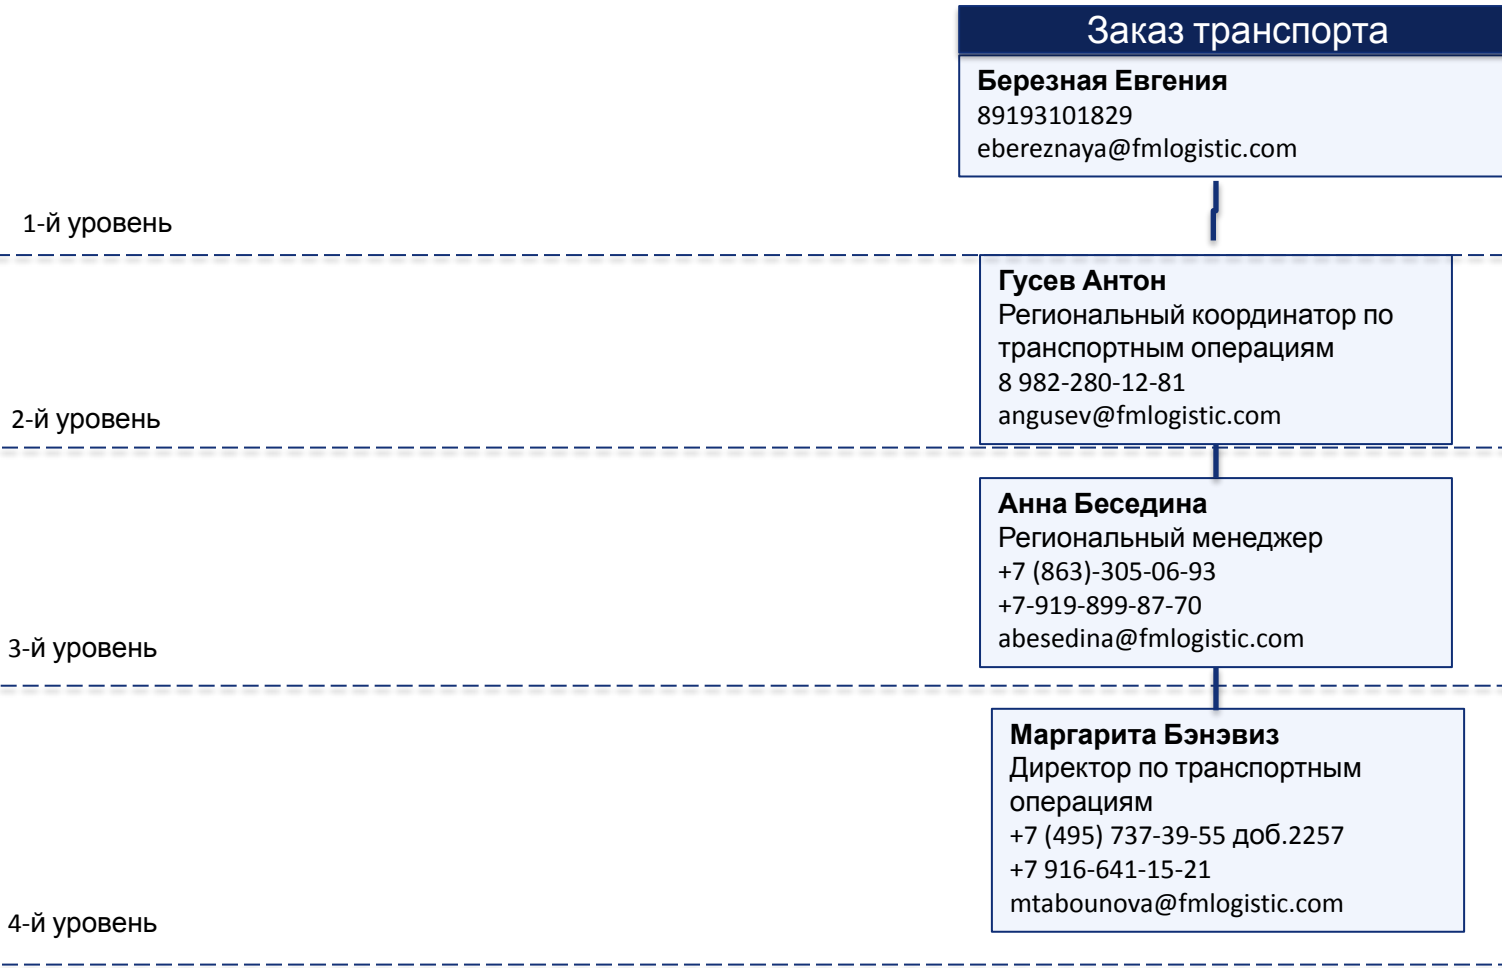 Заказ транспорта
Березная Евгения
89193101829
ebereznaya@fmlogistic.com
1-й уровень
Гусев Антон
Региональный координатор по
транспортным операциям
8 982-280-12-81
angusev@fmlogistic.com
2-й уровень
Анна Беседина
Региональный менеджер
+7 (863)-305-06-93
+7-919-899-87-70
abesedina@fmlogistic.com
3-й уровень
Маргарита Бэнэвиз
Директор по транспортным
операциям
+7 (495) 737-39-55 доб.2257
+7 916-641-15-21
mtabounova@fmlogistic.com
4-й уровень